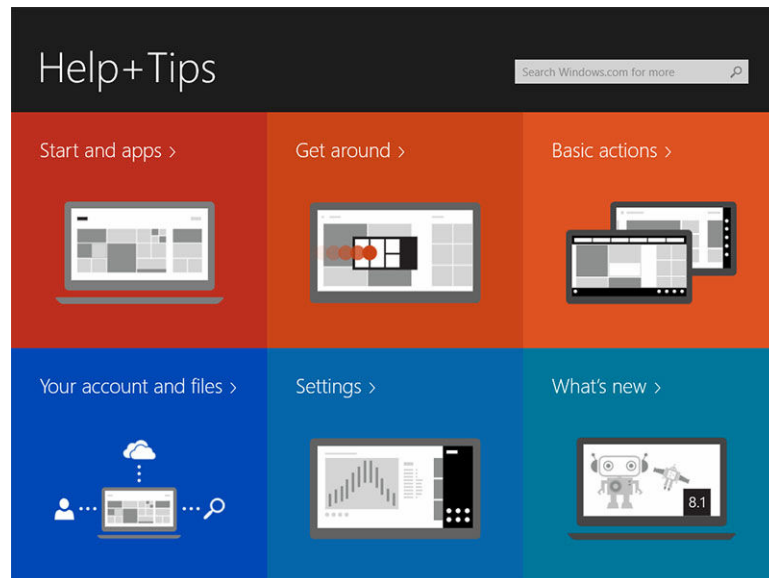 Help+Tips
Search Windows.com for more
Start and apps >
Get around >
Basic actions >
Your account and files >
Settings >
What's new >
8.1